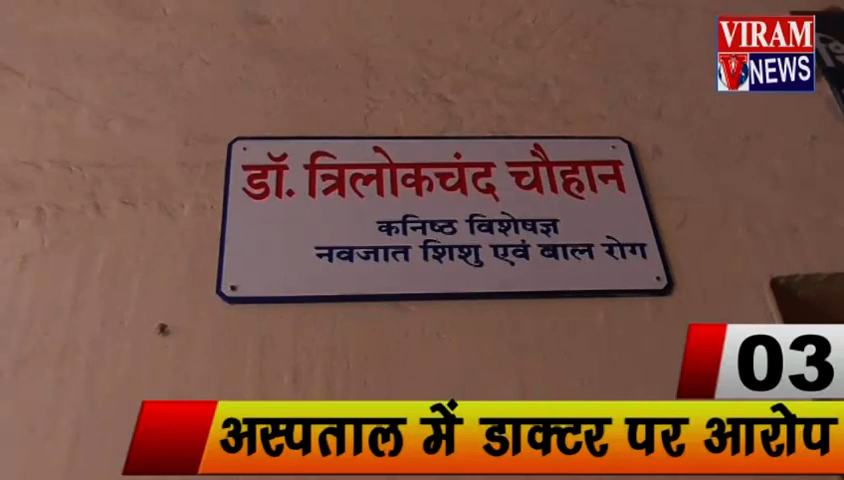 VIRAM
NEWS
डॉ. त्रिलोकचंद चौहान
कनिष्ठ विशेषज्ञ
नवजात शिशु एवं बाल रोग
03
अस्पताल में डाक्टर पर आरोप